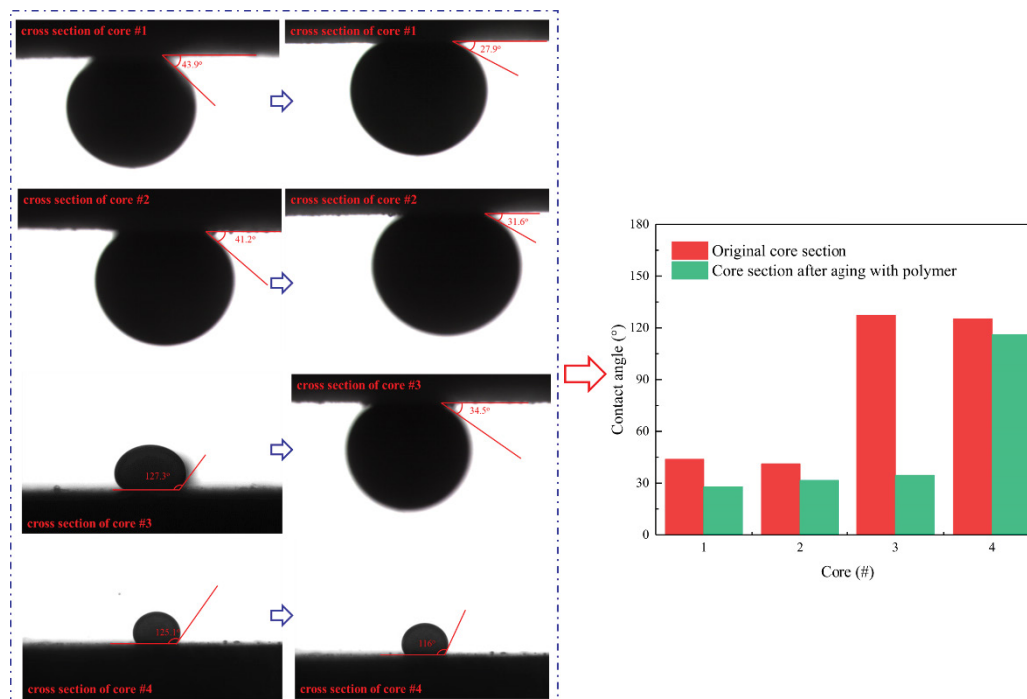 cross section of core #1
43.9°
cross section of core #1
27.9°
cross section of core #2
41.2°
cross section of core #2
31.6°
127.3°
cross section of core #3
cross section of core #3
34.5°
125.1°
cross section of core #4
116°
cross section of core #4
180
150
120
90
60
30
0
Contact angle (°)
Original core section
Core section after aging with polymer
1 2 3 4
Core (#)